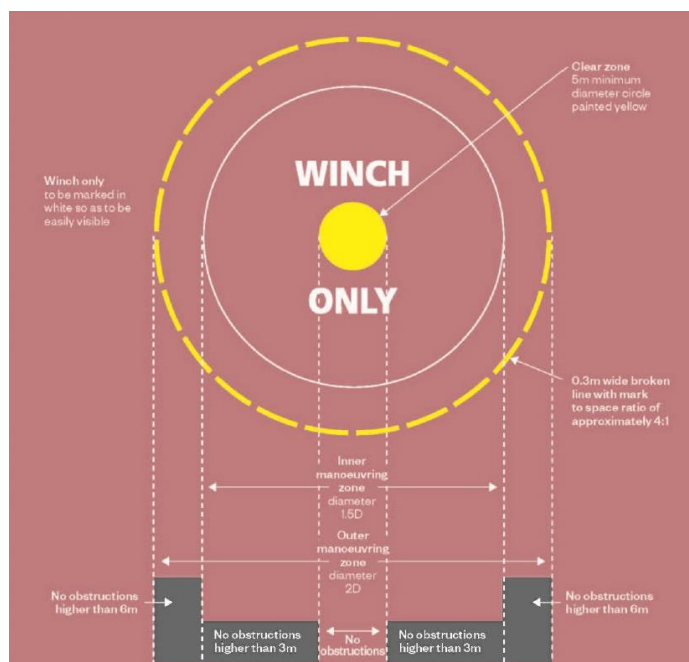 Clear zone
5m minimum
diameter circle
painted yellow
WINCH
Winch only
to be marked in
white so as to be
easily visible
ONLY
0.3m wide broken
line with mark
to space ratio of
approximately 4:1
Inner
manoeuvring
zone
diameter
1.5D
Outer
manoeuvring
zone
diameter
2D
No obstructions
higher than 6m
No obstructions
higher than 3m
No
obstructions
No obstructions
higher than 3m
No obstructions
higher than 6m